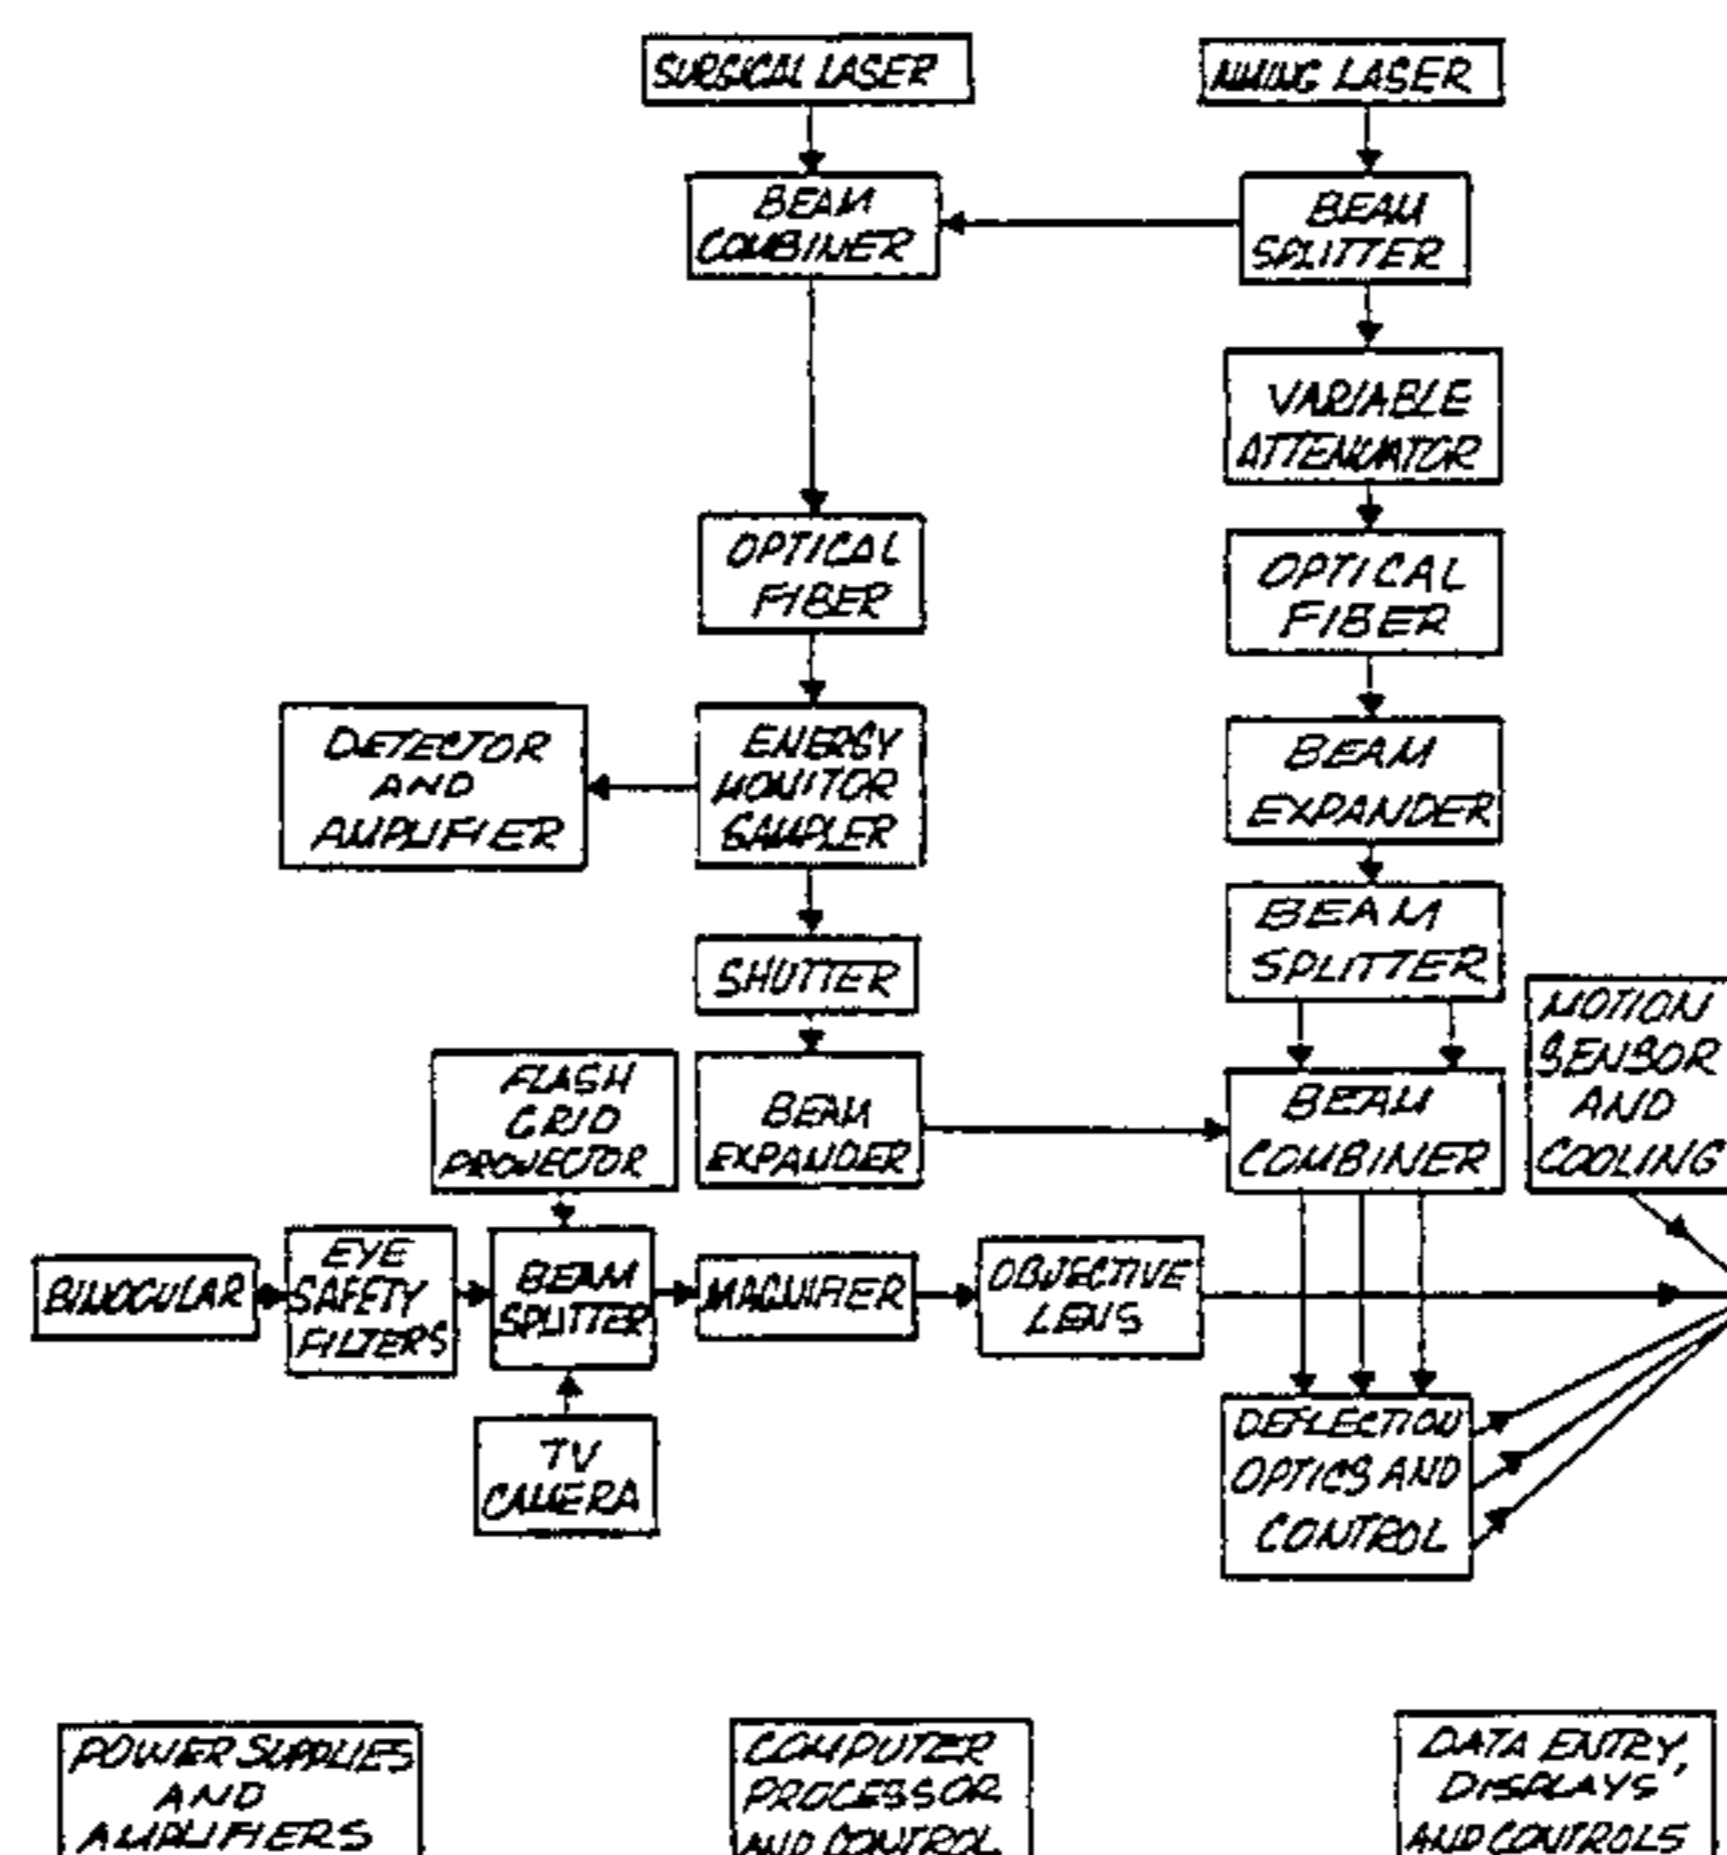 SURGICAL LASER
AIMING LASER
BEAM
COMBINER
BEAM
SPLITTER
VARIABLE
ATTENUATOR
OPTICAL
FIBER
OPTICAL
FIBER
DETECTOR
AND
AMPLIFIER
ENERGY
MONITOR
SAMPLER
BEAM
EXPANDER
BEAM
SPLITTER
SHUTTER
MOTION
SENSOR
AND
COOLING
FLASH
GRID
PROJECTOR
BEAM
EXPANDER
BEAM
COMBINER
BINOCULAR
EYE
SAFETY
FILTERS
BEAM
SPLITTER
MAGNIFIER
OBJECTIVE
LENS
TV
CAMERA
DEFLECTION
OPTICS AND
CONTROL
POWER SUPPLIES
AND
AMPLIFIERS
COMPUTER
PROCESSOR
AND CONTROL
DATA ENTRY,
DISPLAYS
AND CONTROLS